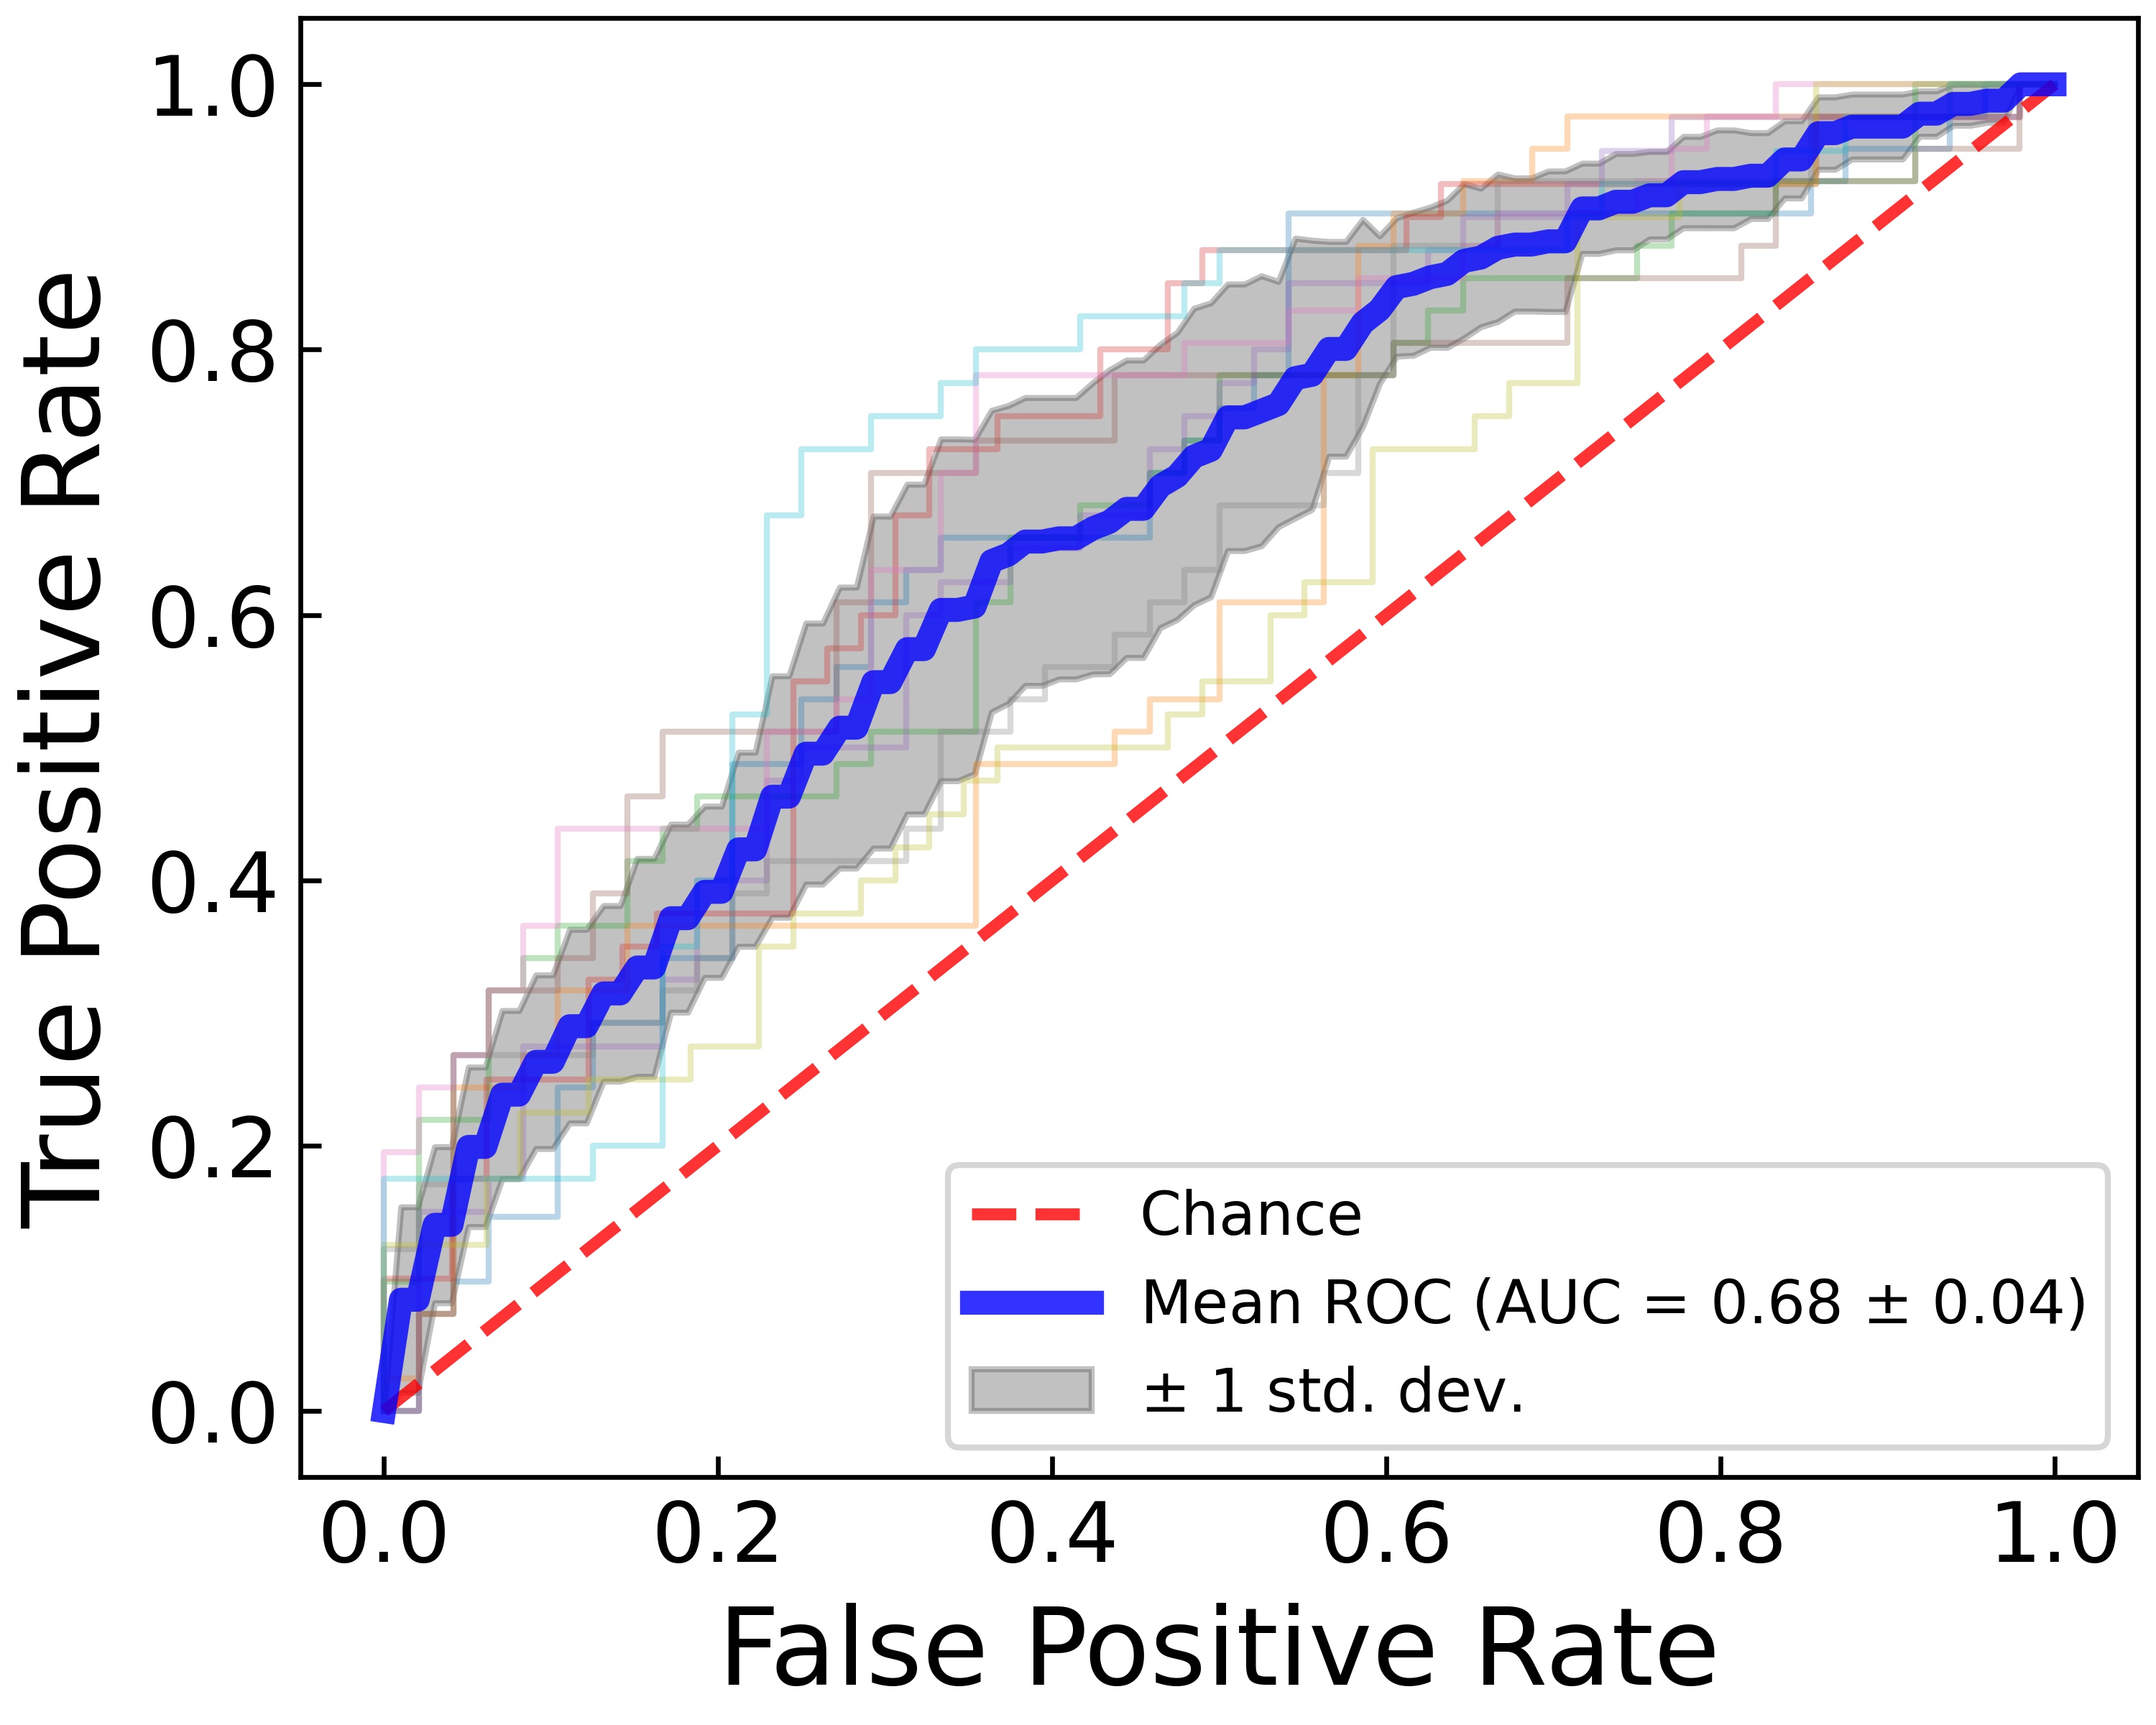 True Positive Rate
1.0
0.8
0.6
0.4
0.2
0.0
Chance
Mean ROC (AUC = 0.68 ± 0.04)
± 1 std. dev.
0.0 0.2 0.4 0.6 0.8 1.0
False Positive Rate